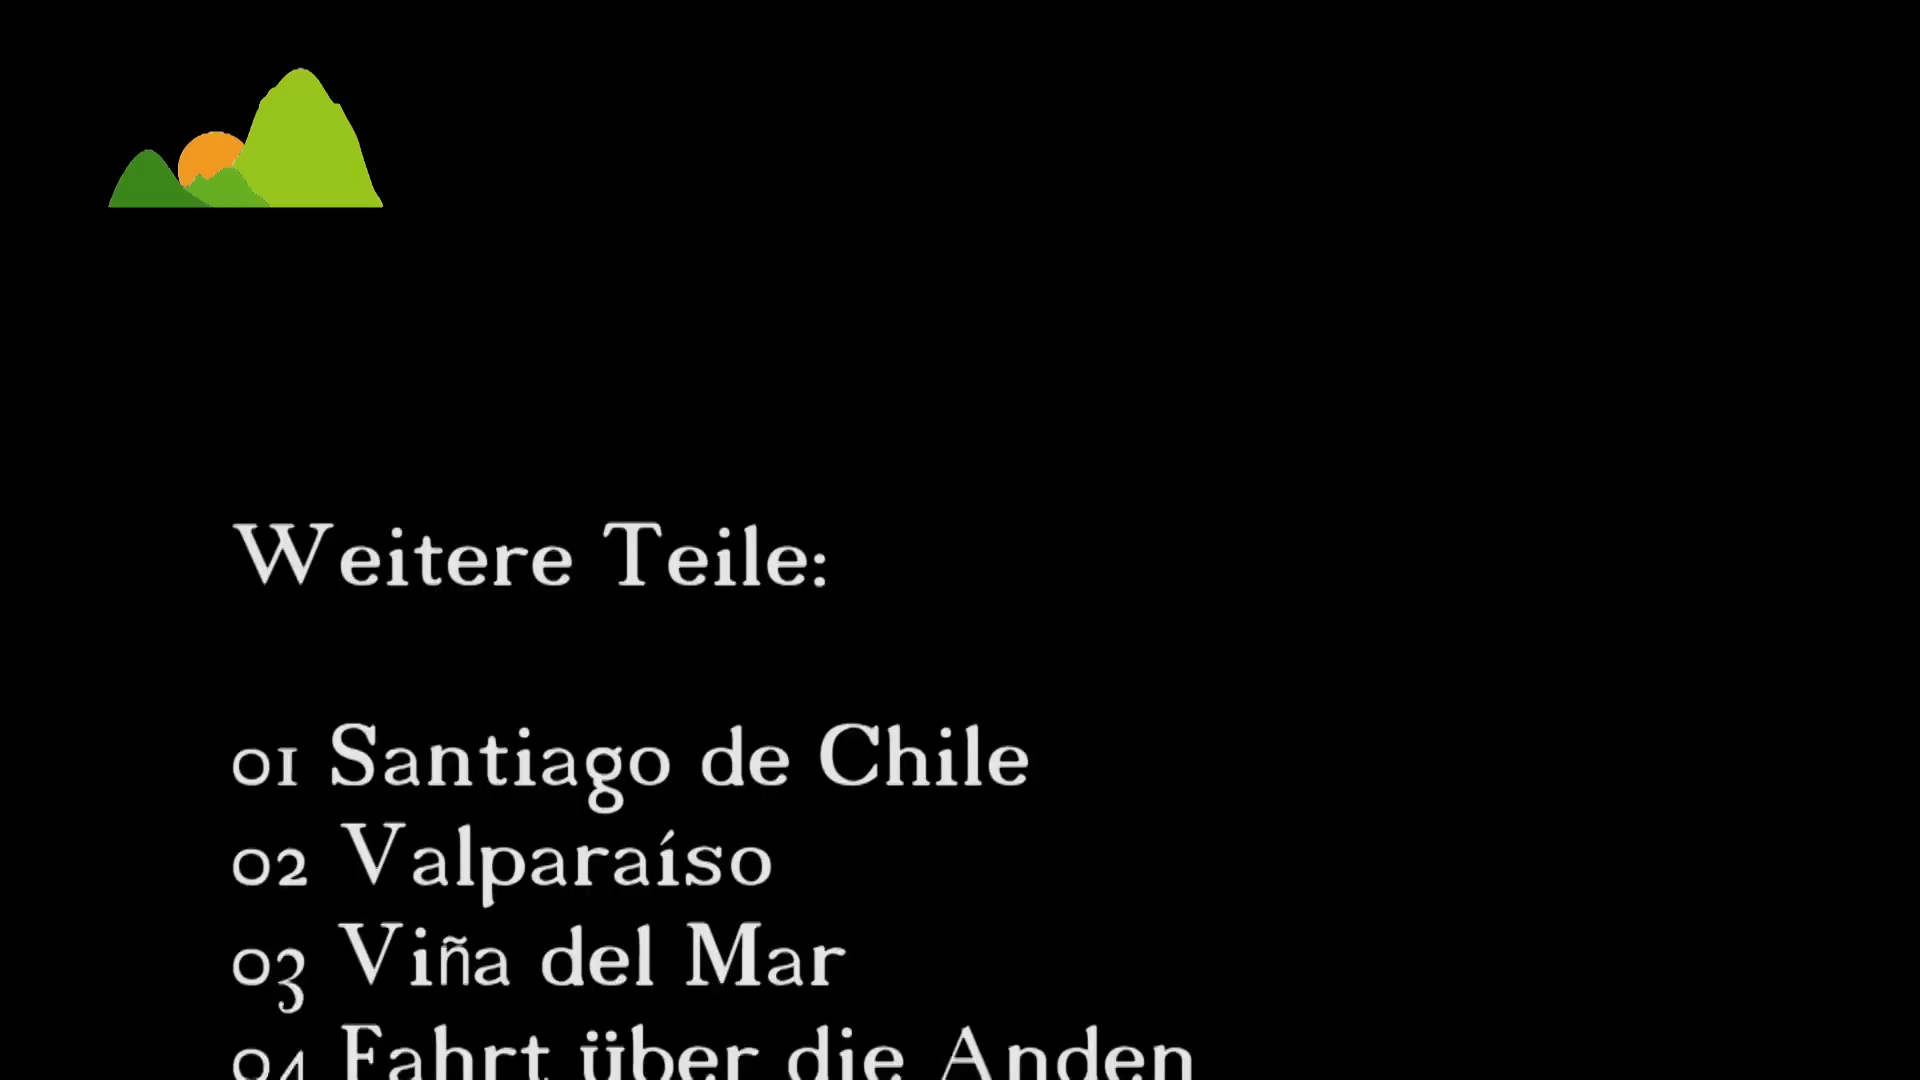 Weitere Teile:
01 Santiago de Chile
02 Valparaíso
03 Viña del Mar
04 Fahrt über die Anden